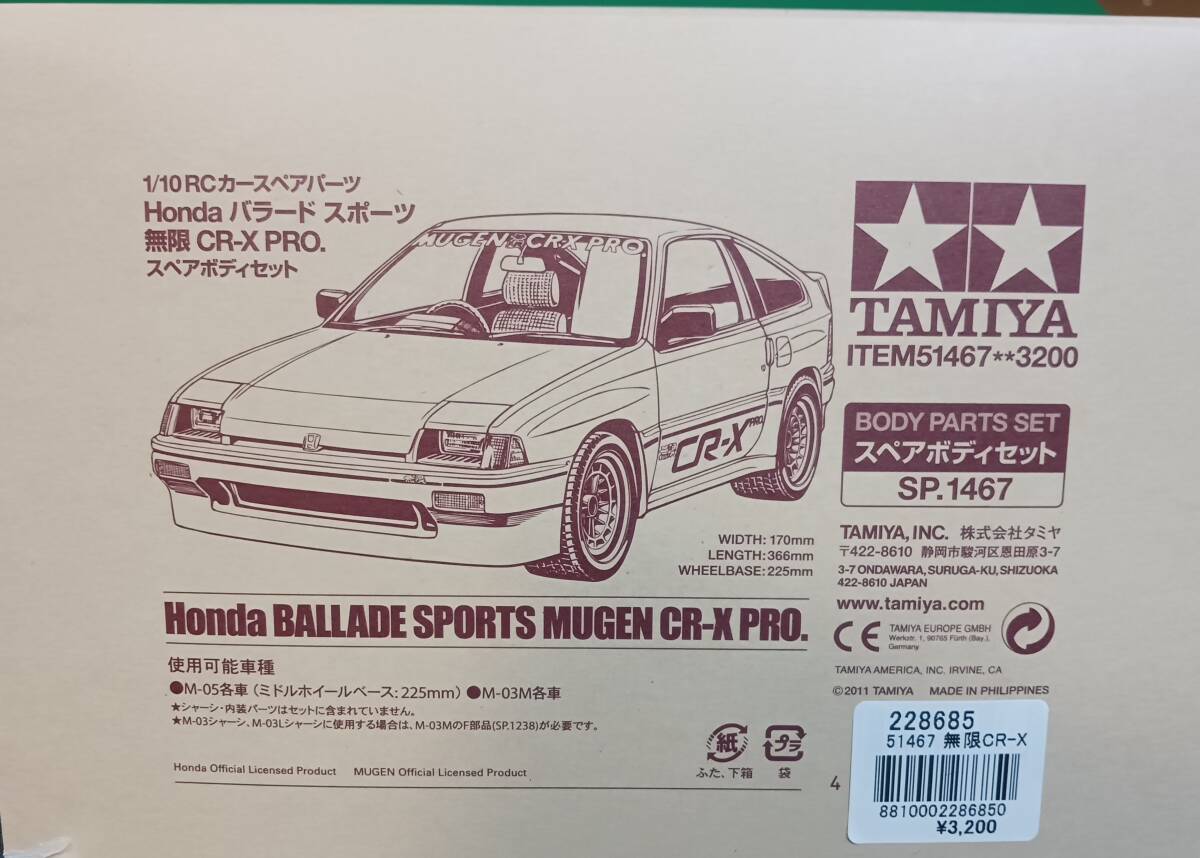 1/10 RCカースペアパーツ
Honda バラード スポーツ
無限 CR-X PRO.
スペアボディセット
MUGEN CR-X PRO.
CR-X PRO.
WIDTH: 170mm
LENGTH: 366mm
WHEELBASE: 225mm
Honda BALLADE SPORTS MUGEN CR-X PRO.
使用可能車種
●M-05各車 (ミドルホイールベース: 225mm) ●M-03M各車
★シャーシ・内装パーツはセットに含まれていません。
★M-03シャーシ、M-03Lシャーシに使用する場合は、M-03MのF部品(SP.1238)が必要です。
Honda Official Licensed Product MUGEN Official Licensed Product
紙
ふた、下箱
プラ
袋
TAMIYA
ITEM51467**3200
BODY PARTS SET
スペアボディセット
SP.1467
TAMIYA, INC. 株式会社タミヤ
〒422-8610 静岡市駿河区恩田原3-7
3-7 ONDAWARA, SURUGA-KU, SHIZUOKA
422-8610 JAPAN
www.tamiya.com
CE
TAMIYA EUROPE GMBH
Werkstr. 1, 90765 Fürth (Bay.),
Germany
TAMIYA AMERICA, INC. IRVINE, CA
©2011 TAMIYA MADE IN PHILIPPINES
4
228685
51467 無限CR-X
8810002286850
¥3,200